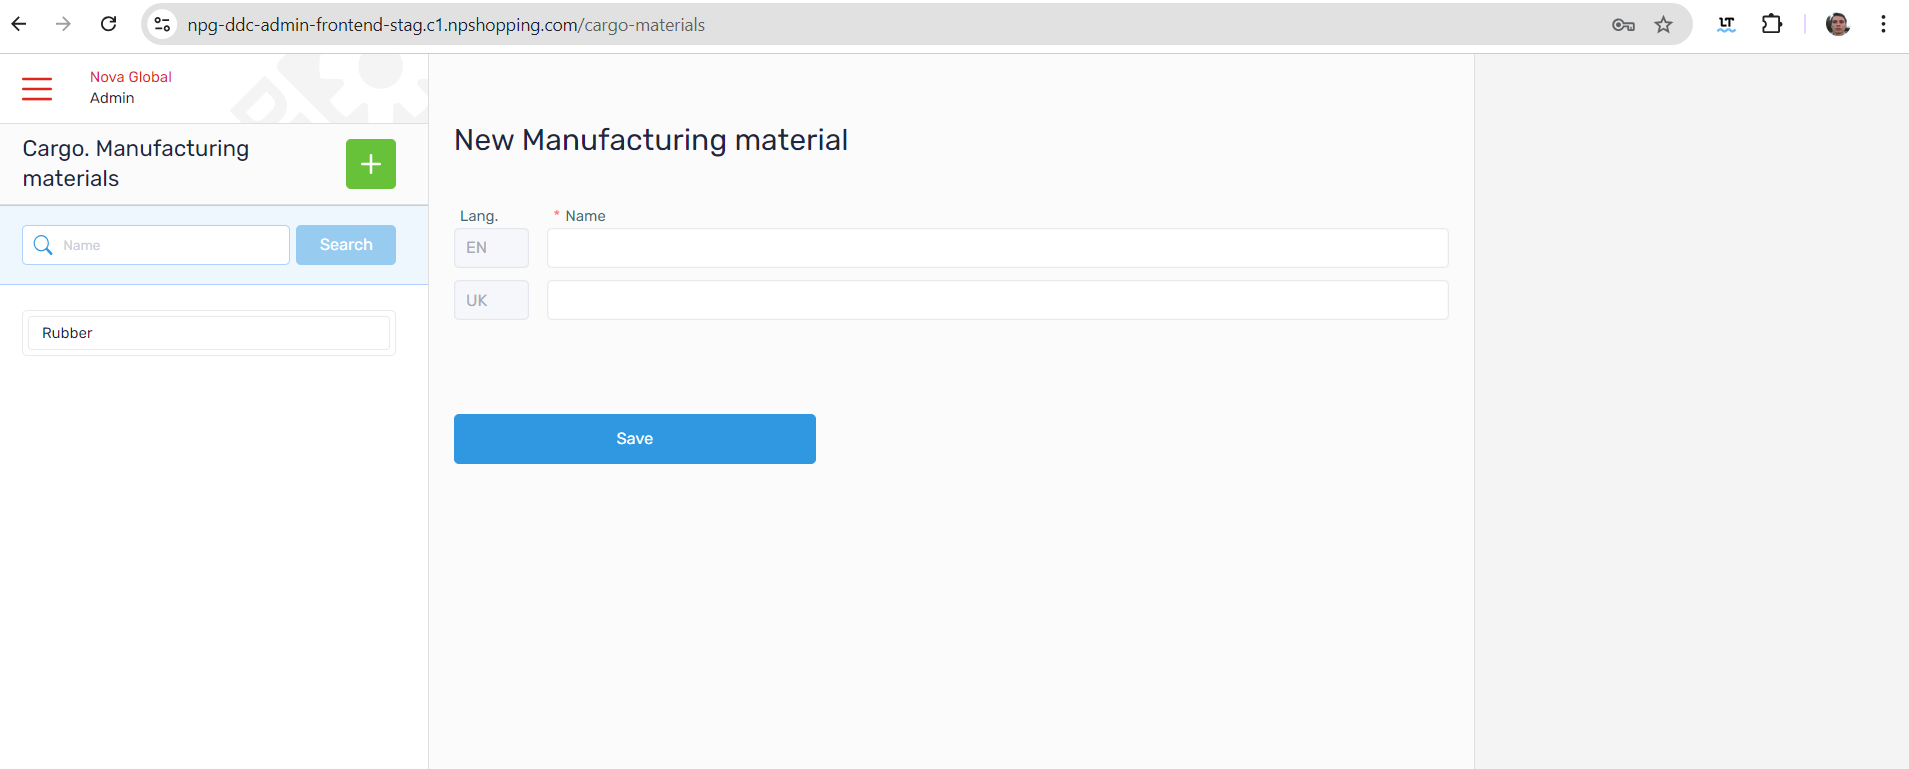 npg-ddc-admin-frontend-stag.c1.npshopping.com/cargo-materials
LT
Nova Global
Admin
Cargo. Manufacturing
materials
+
Name
Search
Rubber
New Manufacturing material
Lang.
* Name
EN
UK
Save